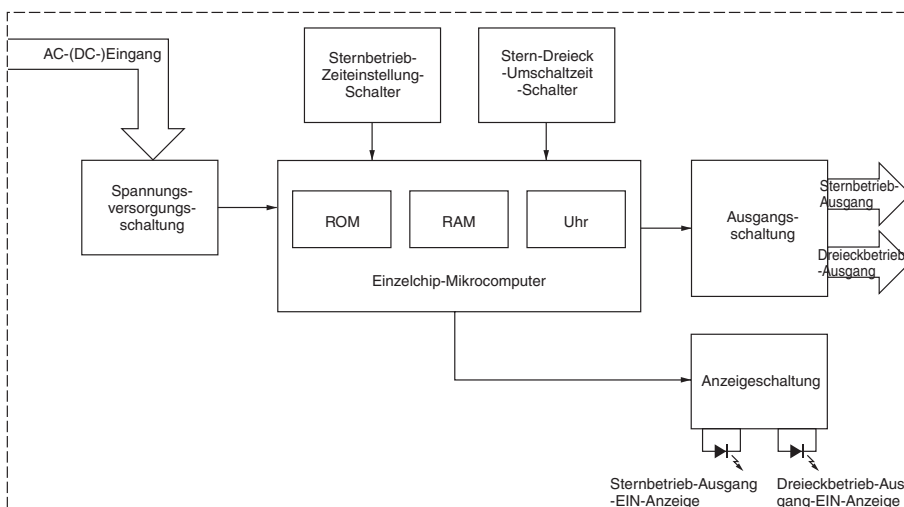 AC-(DC-)Eingang
Sternbetrieb-
Zeiteinstellung-
Schalter
Stern-Dreieck
-Umschaltzeit
-Schalter
Spannungs-
versorgungs-
schaltung
ROM
RAM
Uhr
Einzelchip-Mikrocomputer
Ausgangs-
schaltung
Sternbetrieb-
Ausgang
Dreieckbetrieb
-Ausgang
Anzeigeschaltung
Sternbetrieb-Ausgang
-EIN-Anzeige
Dreieckbetrieb-Aus
gang-EIN-Anzeige